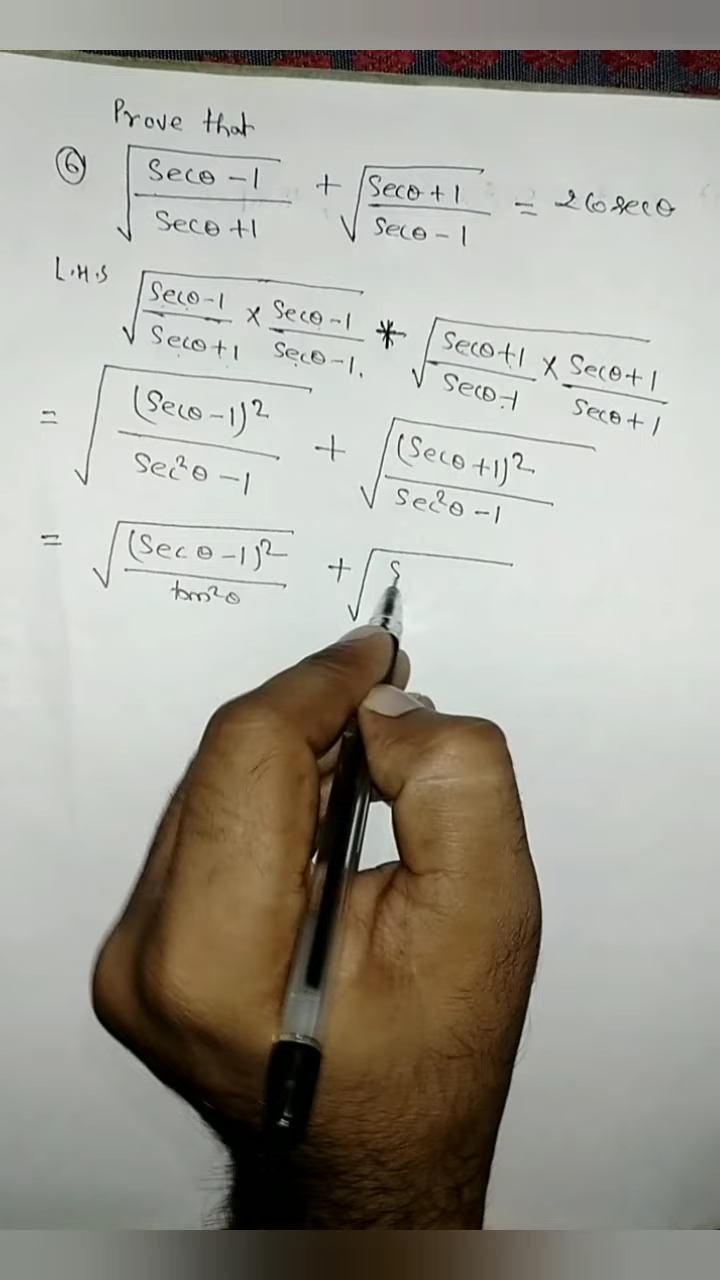 Prove that
⑥ √((Secθ - 1)/(Secθ + 1)) + √((Secθ + 1)/(Secθ - 1)) = 2Cosecθ
L.H.S √((Secθ - 1)/(Secθ + 1) × (Secθ - 1)/(Secθ - 1)) * √((Secθ + 1)/(Secθ - 1) × (Secθ + 1)/(Secθ + 1))
= √((Secθ - 1)²/(Sec²θ - 1)) + √((Secθ + 1)²/(Sec²θ - 1))
= √((Secθ - 1)²/(tan²θ)) + √(S